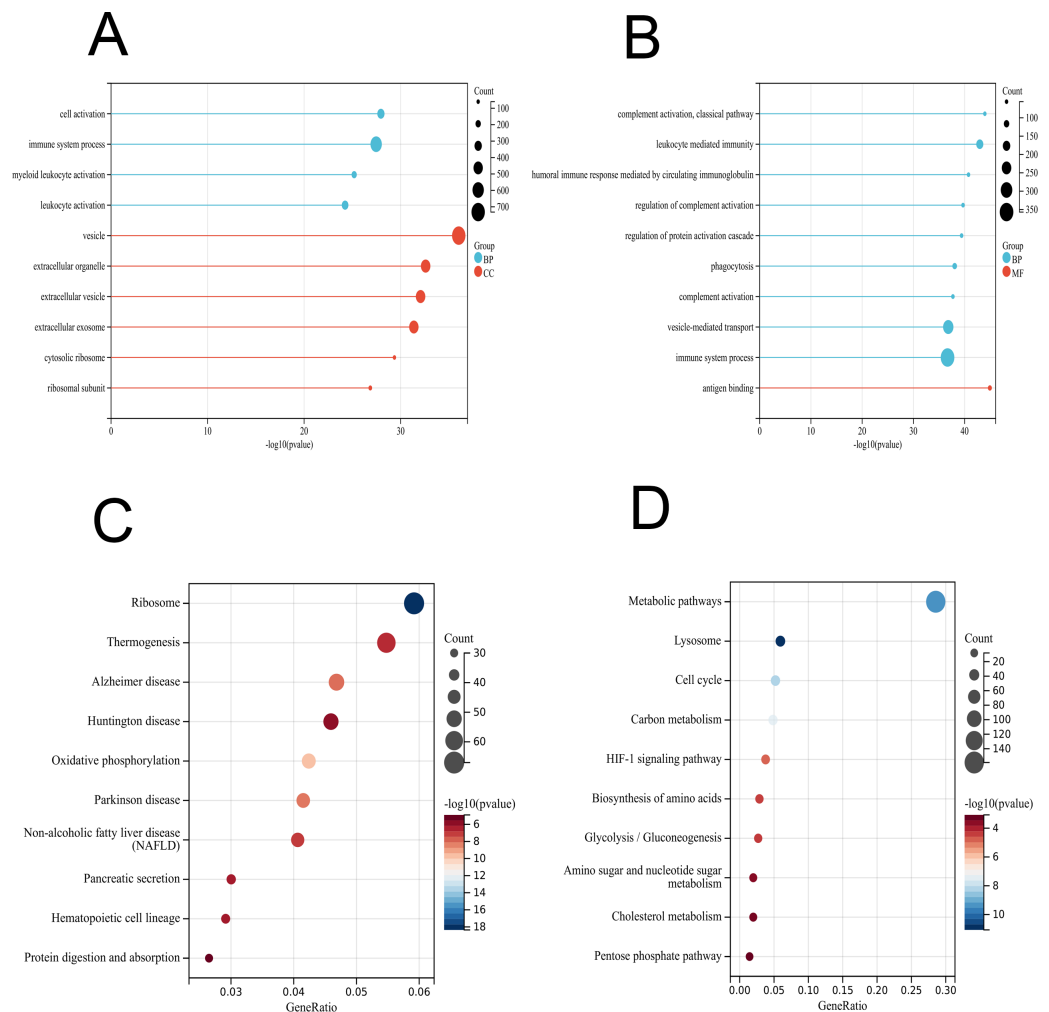 A
cell activation
immune system process
myeloid leukocyte activation
leukocyte activation
vesicle
extracellular organelle
extracellular vesicle
extracellular exosome
cytosolic ribosome
ribosomal subunit
0 10 20 30
-log10(pvalue)
Count
100
200
300
400
500
600
700
Group
BP
CC
B
complement activation, classical pathway
leukocyte mediated immunity
humoral immune response mediated by circulating immunoglobulin
regulation of complement activation
regulation of protein activation cascade
phagocytosis
complement activation
vesicle-mediated transport
immune system process
antigen binding
0 10 20 30 40
-log10(pvalue)
Count
100
150
200
250
300
350
Group
BP
MF
C
Ribosome
Thermogenesis
Alzheimer disease
Huntington disease
Oxidative phosphorylation
Parkinson disease
Non-alcoholic fatty liver disease
(NAFLD)
Pancreatic secretion
Hematopoietic cell lineage
Protein digestion and absorption
0.03 0.04 0.05 0.06
GeneRatio
Count
30
40
50
60
-log10(pvalue)
6
8
10
12
14
16
18
D
Metabolic pathways
Lysosome
Cell cycle
Carbon metabolism
HIF-1 signaling pathway
Biosynthesis of amino acids
Glycolysis / Gluconeogenesis
Amino sugar and nucleotide sugar
metabolism
Cholesterol metabolism
Pentose phosphate pathway
0.00 0.05 0.10 0.15 0.20 0.25 0.30
GeneRatio
Count
20
40
60
80
100
120
140
-log10(pvalue)
4
6
8
10